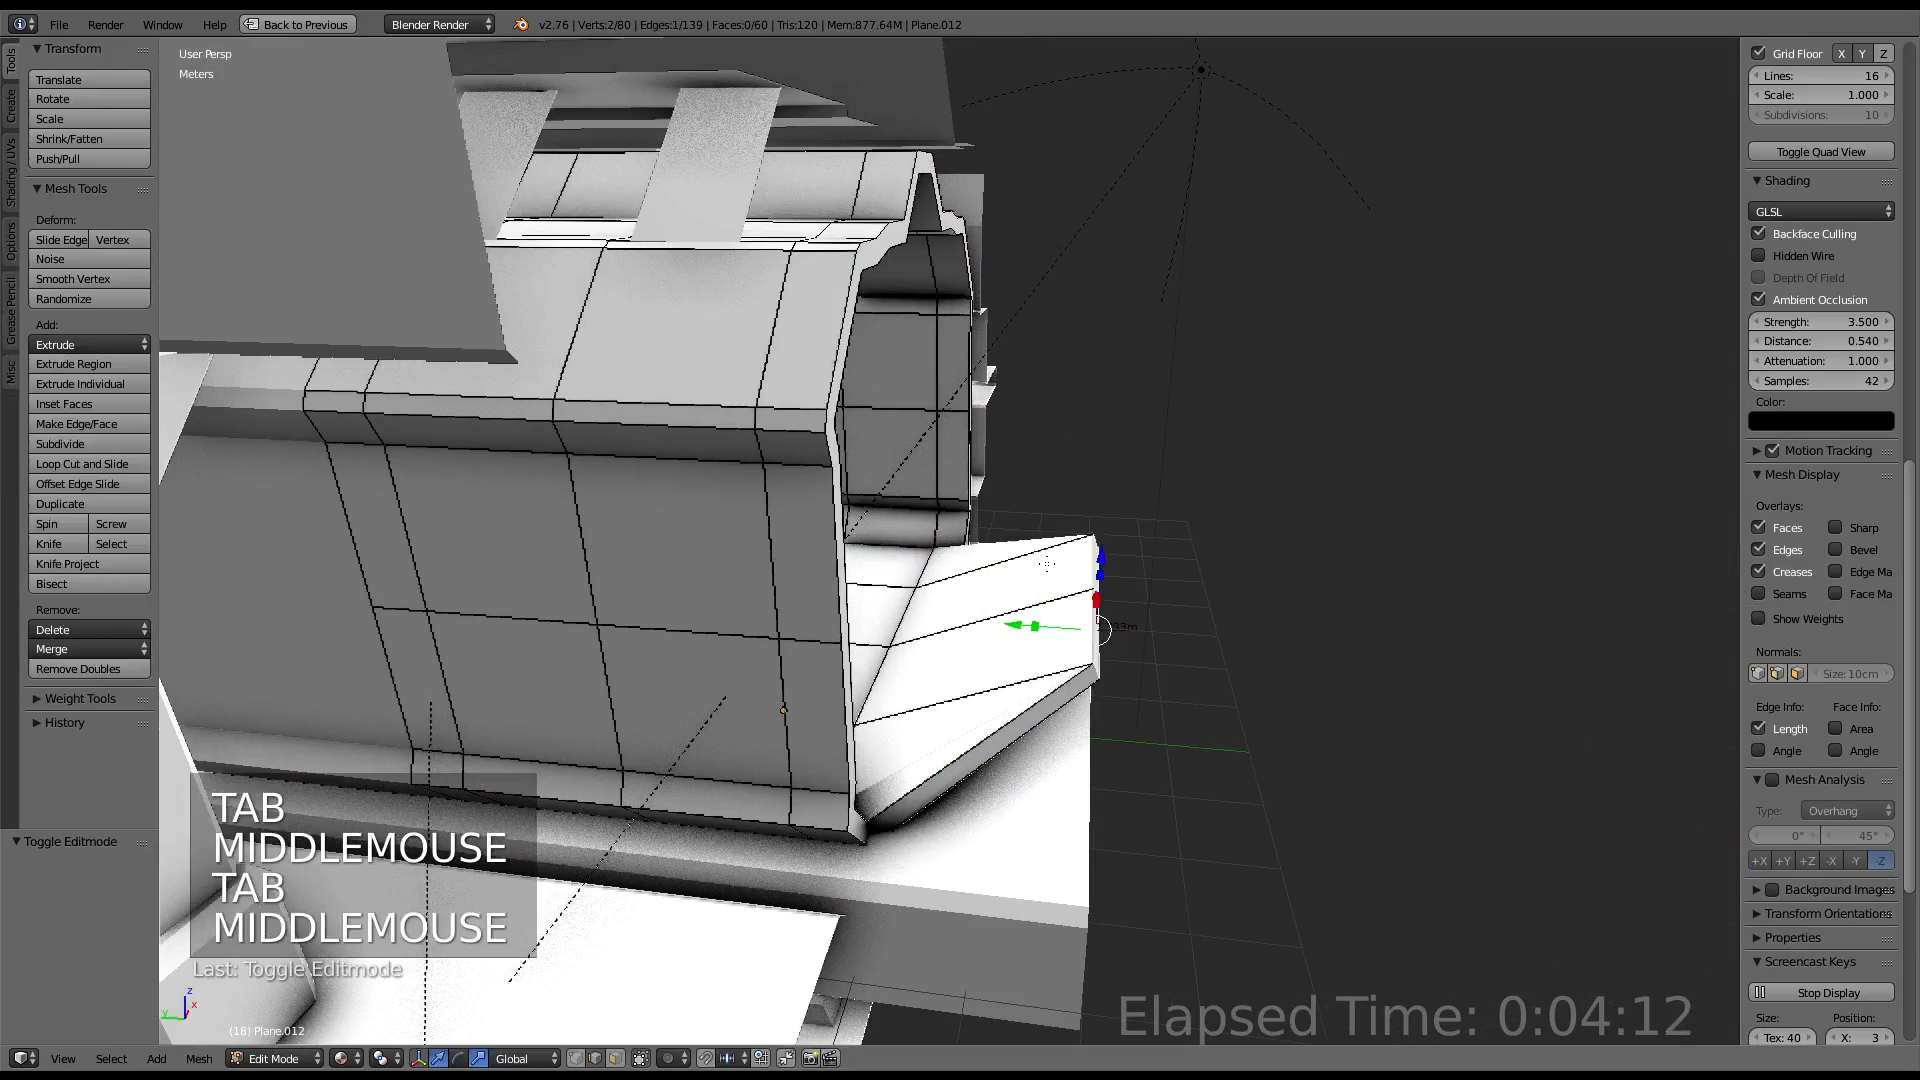 File Render Window Help Back to Previous Blender Render v2.76 | Verts:2/80 | Edges:1/139 | Faces:0/60 | Tris:120 | Mem:877.64M | Plane.012
Tools
Create
Shading / UVs
Options
Grease Pencil
Misc
Transform
Translate
Rotate
Scale
Shrink/Fatten
Push/Pull
Mesh Tools
Deform:
Slide Edge Vertex
Noise
Smooth Vertex
Randomize
Add:
Extrude
Extrude Region
Extrude Individual
Inset Faces
Make Edge/Face
Subdivide
Loop Cut and Slide
Offset Edge Slide
Duplicate
Spin Screw
Knife Select
Knife Project
Bisect
Remove:
Delete
Merge
Remove Doubles
Weight Tools
History
Toggle Editmode
User Persp
Meters
TAB
MIDDLEMOUSE
TAB
MIDDLEMOUSE
Last: Toggle Editmode
z
x
y
(18) Plane.012
Elapsed Time: 0:04:12
Grid Floor X Y Z
Lines: 16
Scale: 1.000
Subdivisions: 10
Toggle Quad View
Shading
GLSL
Backface Culling
Hidden Wire
Depth Of Field
Ambient Occlusion
Strength: 3.500
Distance: 0.540
Attenuation: 1.000
Samples: 42
Color:
Motion Tracking
Mesh Display
Overlays:
Faces Sharp
Edges Bevel
Creases Edge Ma
Seams Face Ma
Show Weights
Normals:
Size: 10cm
Edge Info: Face Info:
Length Area
Angle Angle
Mesh Analysis
Type: Overhang
0° 45°
+X +Y +Z -X -Y -Z
Background Images
Transform Orientations
Properties
Screencast Keys
Stop Display
Size: Position:
Tex: 40 X: 3
View Select Add Mesh Edit Mode Global